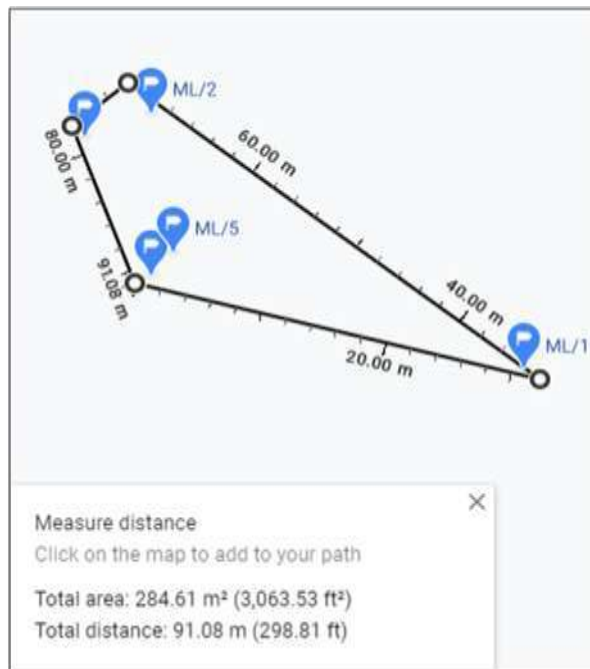 ML/2
60.00 m
80.00 m
ML/5
91.08 m
40.00 m
ML/1
20.00 m
Measure distance
Click on the map to add to your path
Total area: 284.61 m² (3,063.53 ft²)
Total distance: 91.08 m (298.81 ft)